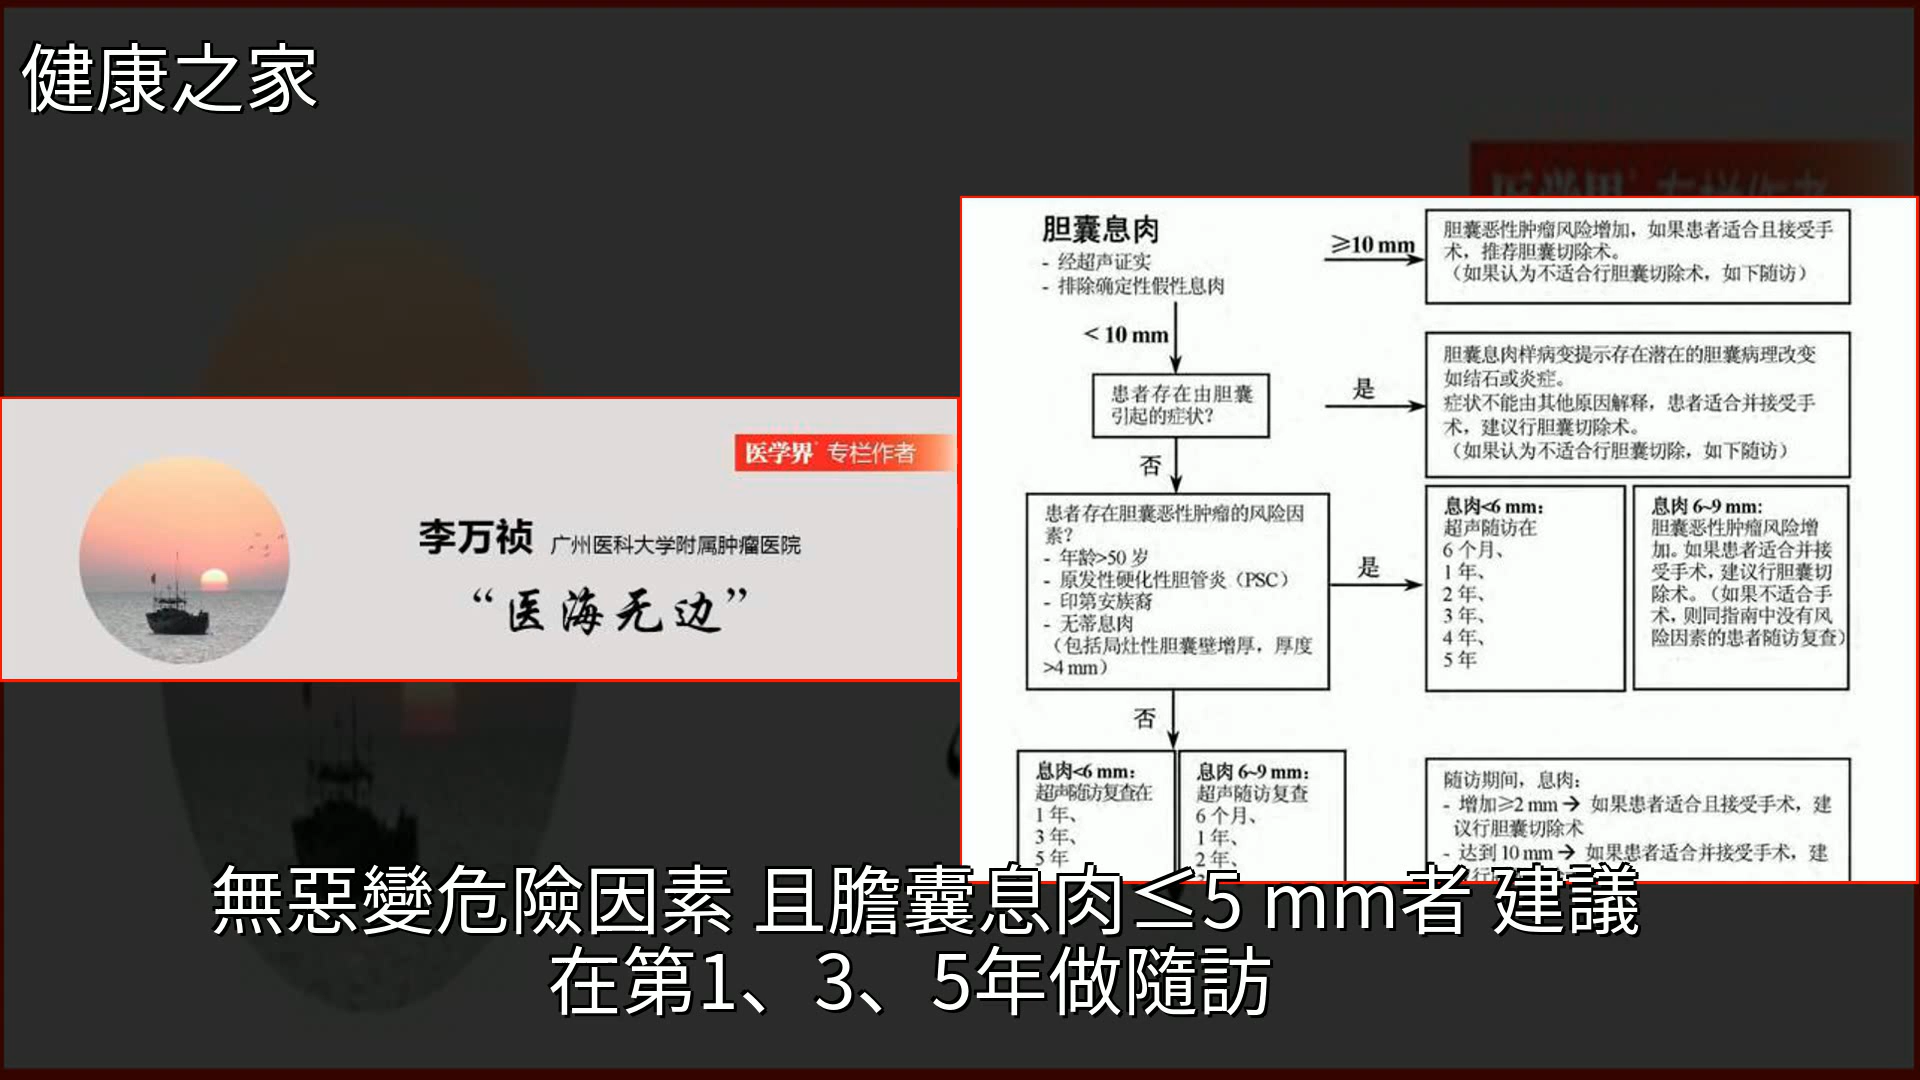 健康之家
医学界 专栏作者
李万祯 广州医科大学附属肿瘤医院
“医海无边”
胆囊息肉
- 经超声证实
- 排除确定性假性息肉
≥10 mm
胆囊恶性肿瘤风险增加，如果患者适合且接受手
术，推荐胆囊切除术。
（如果认为不适合行胆囊切除术，如下随访）
< 10 mm
患者存在由胆囊
引起的症状？
是
胆囊息肉样病变提示存在潜在的胆囊病理改变
如结石或炎症。
症状不能由其他原因解释，患者适合并接受手
术，建议行胆囊切除术。
（如果认为不适合行胆囊切除，如下随访）
否
患者存在胆囊恶性肿瘤的风险因
素？
- 年龄>50 岁
- 原发性硬化性胆管炎（PSC）
- 印第安族裔
- 无蒂息肉
（包括局灶性胆囊壁增厚，厚度
>4 mm）
是
息肉<6 mm：
超声随访在
6 个月、
1 年、
2 年、
3 年、
4 年、
5 年
息肉 6~9 mm:
胆囊恶性肿瘤风险增
加。如果患者适合并接
受手术，建议行胆囊切
除术。（如果不适合手
术，则同指南中没有风
险因素的患者随访复查）
否
息肉<6 mm：
超声随访复查在
1 年、
3 年、
5 年
息肉 6~9 mm：
超声随访复查
6 个月、
1 年、
2 年、
随访期间，息肉：
- 增加≥2 mm→ 如果患者适合且接受手术，建
议行胆囊切除术
- 达到 10 mm→ 如果患者适合并接受手术，建
無惡變危險因素 且膽囊息肉≤5 mm者 建議
在第1、3、5年做隨訪